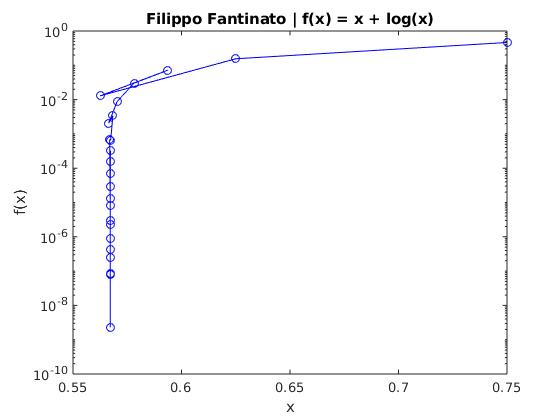 Filippo Fantinato | f(x) = x + log(x)
10^0
10^-2
10^-4
10^-6
10^-8
10^-10
f(x)
0.55 0.6 0.65 0.7 0.75
x